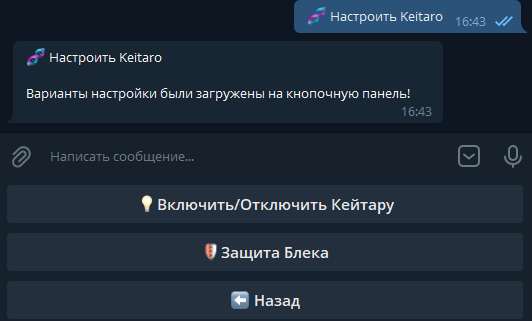 Настроить Keitaro 16:43
Настроить Keitaro
Варианты настройки были загружены на кнопочную панель!
16:43
Написать сообщение...
Включить/Отключить Кейтару
Защита Блека
Назад